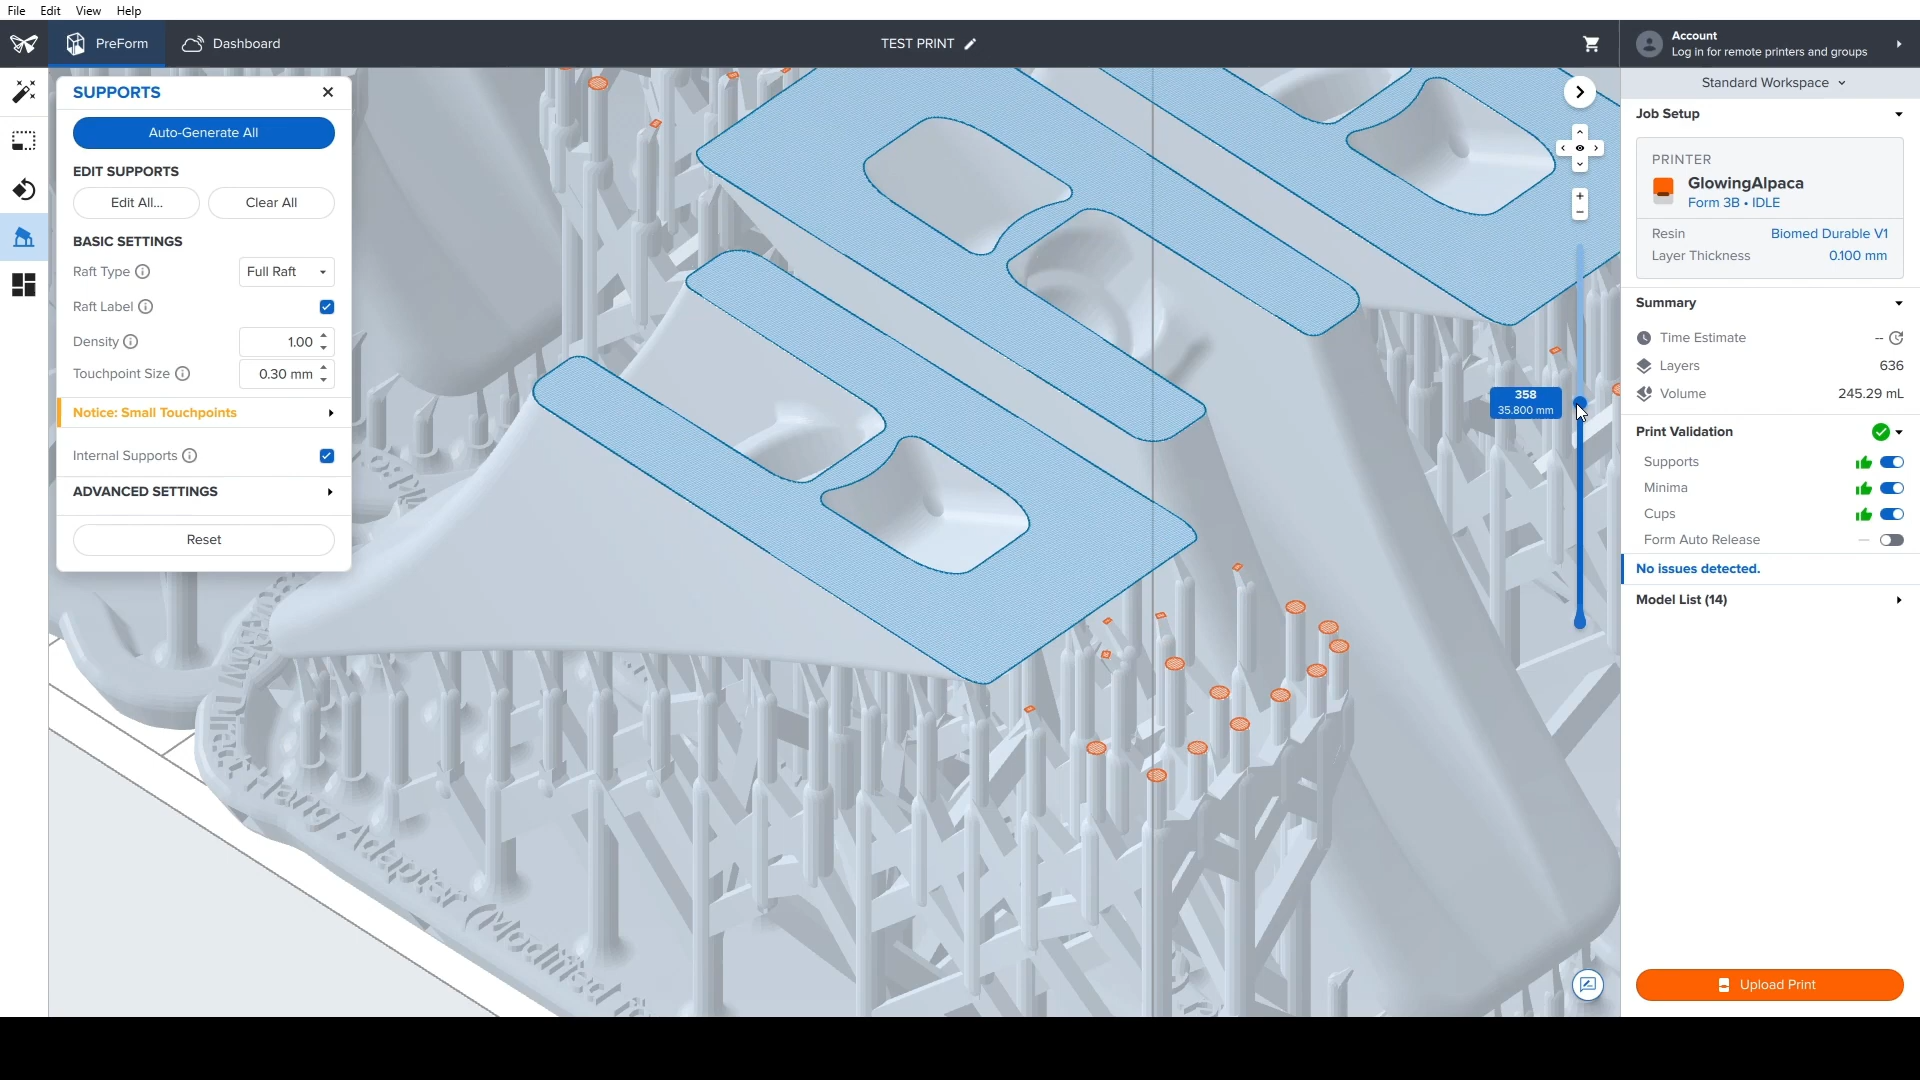 File Edit View Help
PreForm
Dashboard
TEST PRINT
Account
Log in for remote printers and groups
Standard Workspace
SUPPORTS
Auto-Generate All
EDIT SUPPORTS
Edit All...
Clear All
BASIC SETTINGS
Raft Type
Full Raft
Raft Label
Density
1.00
Touchpoint Size
0.30 mm
Notice: Small Touchpoints
Internal Supports
ADVANCED SETTINGS
Reset
358
35.800 mm
Job Setup
PRINTER
GlowingAlpaca
Form 3B • IDLE
Resin
Biomed Durable V1
Layer Thickness
0.100 mm
Summary
Time Estimate
--
Layers
636
Volume
245.29 mL
Print Validation
Supports
Minima
Cups
Form Auto Release
No issues detected.
Model List (14)
Upload Print
Adapter (Modified